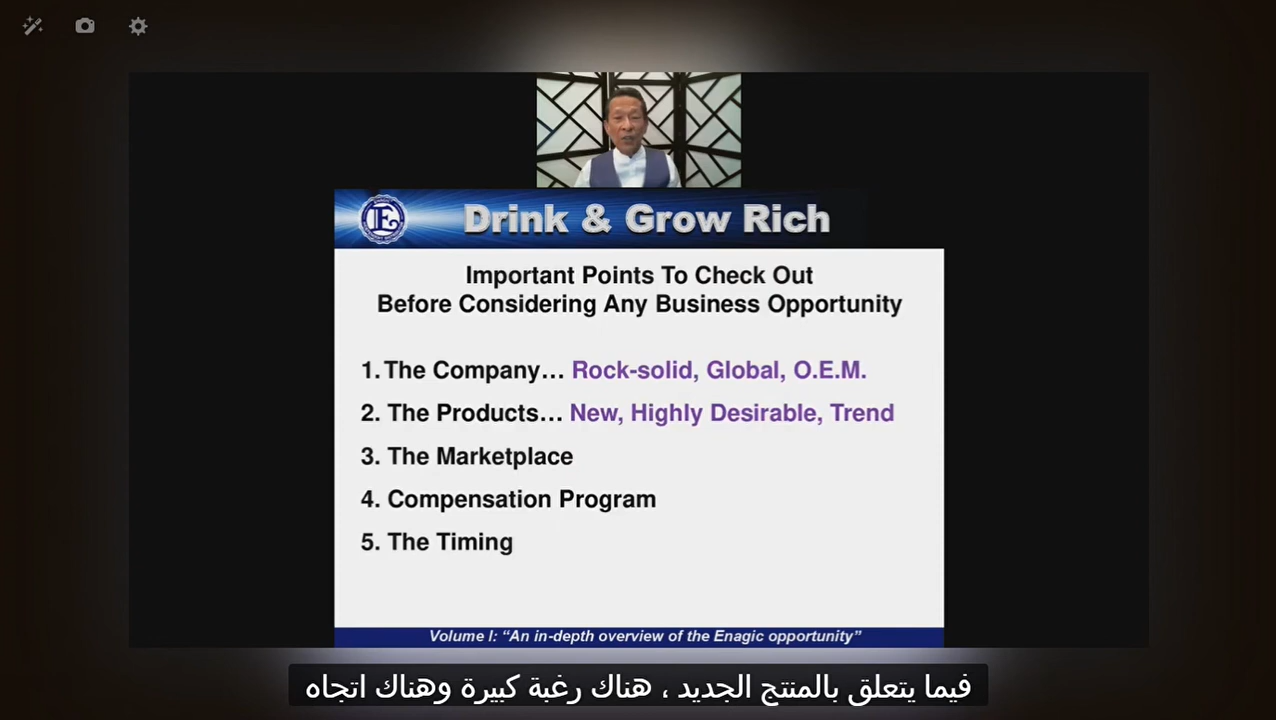 E
Drink & Grow Rich
Important Points To Check Out
Before Considering Any Business Opportunity
1. The Company… Rock-solid, Global, O.E.M.
2. The Products… New, Highly Desirable, Trend
3. The Marketplace
4. Compensation Program
5. The Timing
Volume I: “An in-depth overview of the Enagic opportunity”
فيما يتعلق بالمنتج الجديد ، هناك رغبة كبيرة وهناك اتجاه